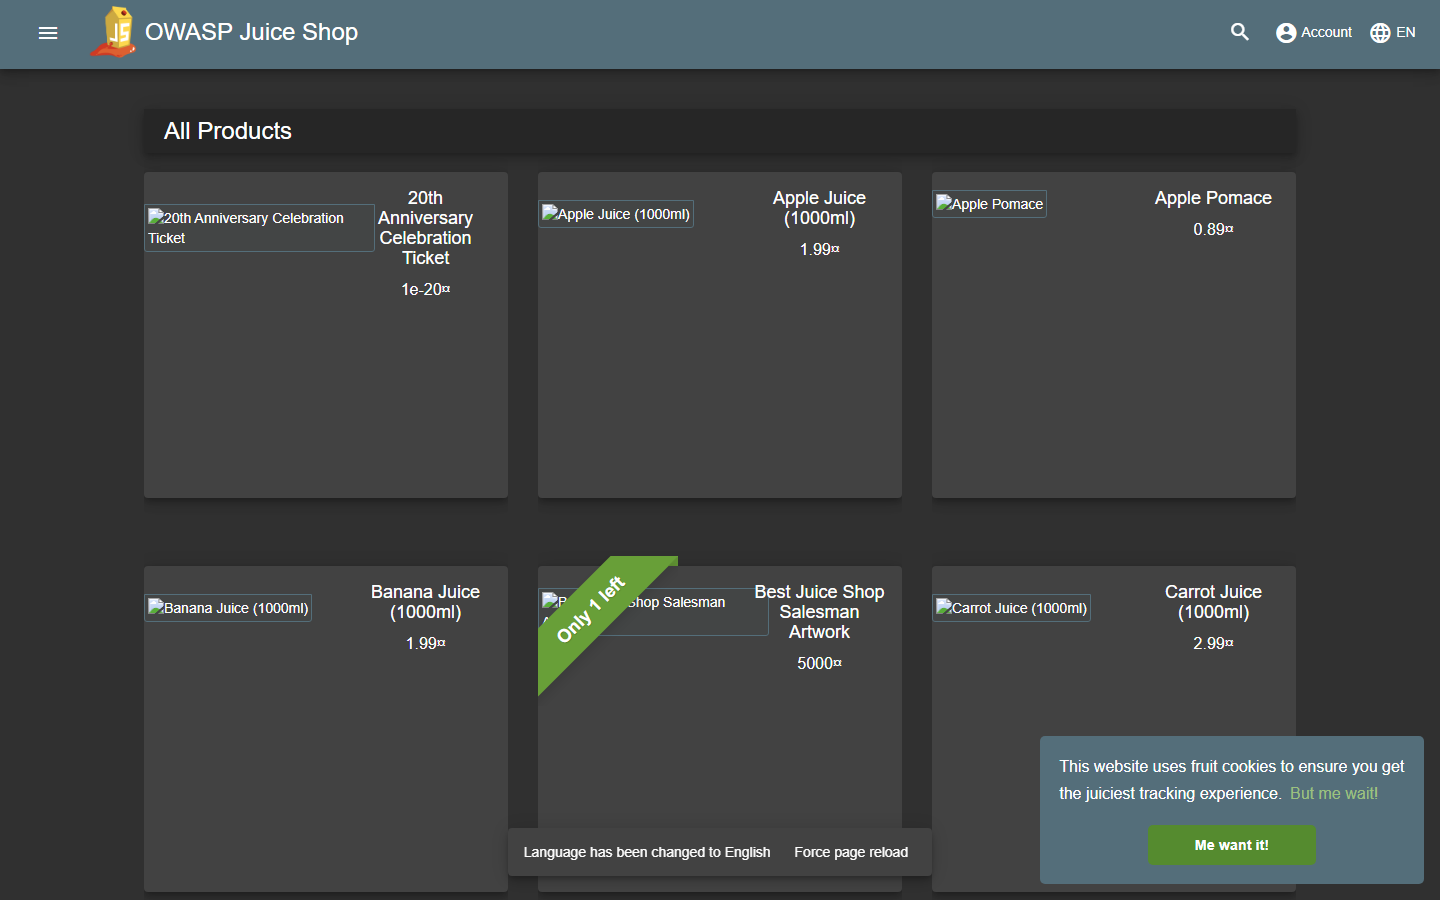 OWASP Juice Shop
Account
EN
All Products
20th Anniversary Celebration
Ticket
20th
Anniversary
Celebration
Ticket
1e-20¤
Apple Juice (1000ml)
Apple Juice
(1000ml)
1.99¤
Apple Pomace
Apple Pomace
0.89¤
Banana Juice (1000ml)
Banana Juice
(1000ml)
1.99¤
Only 1 left
Shop Salesman
Best Juice Shop
Salesman
Artwork
5000¤
Carrot Juice (1000ml)
Carrot Juice
(1000ml)
2.99¤
This website uses fruit cookies to ensure you get
the juiciest tracking experience. But me wait!
Me want it!
Language has been changed to English Force page reload